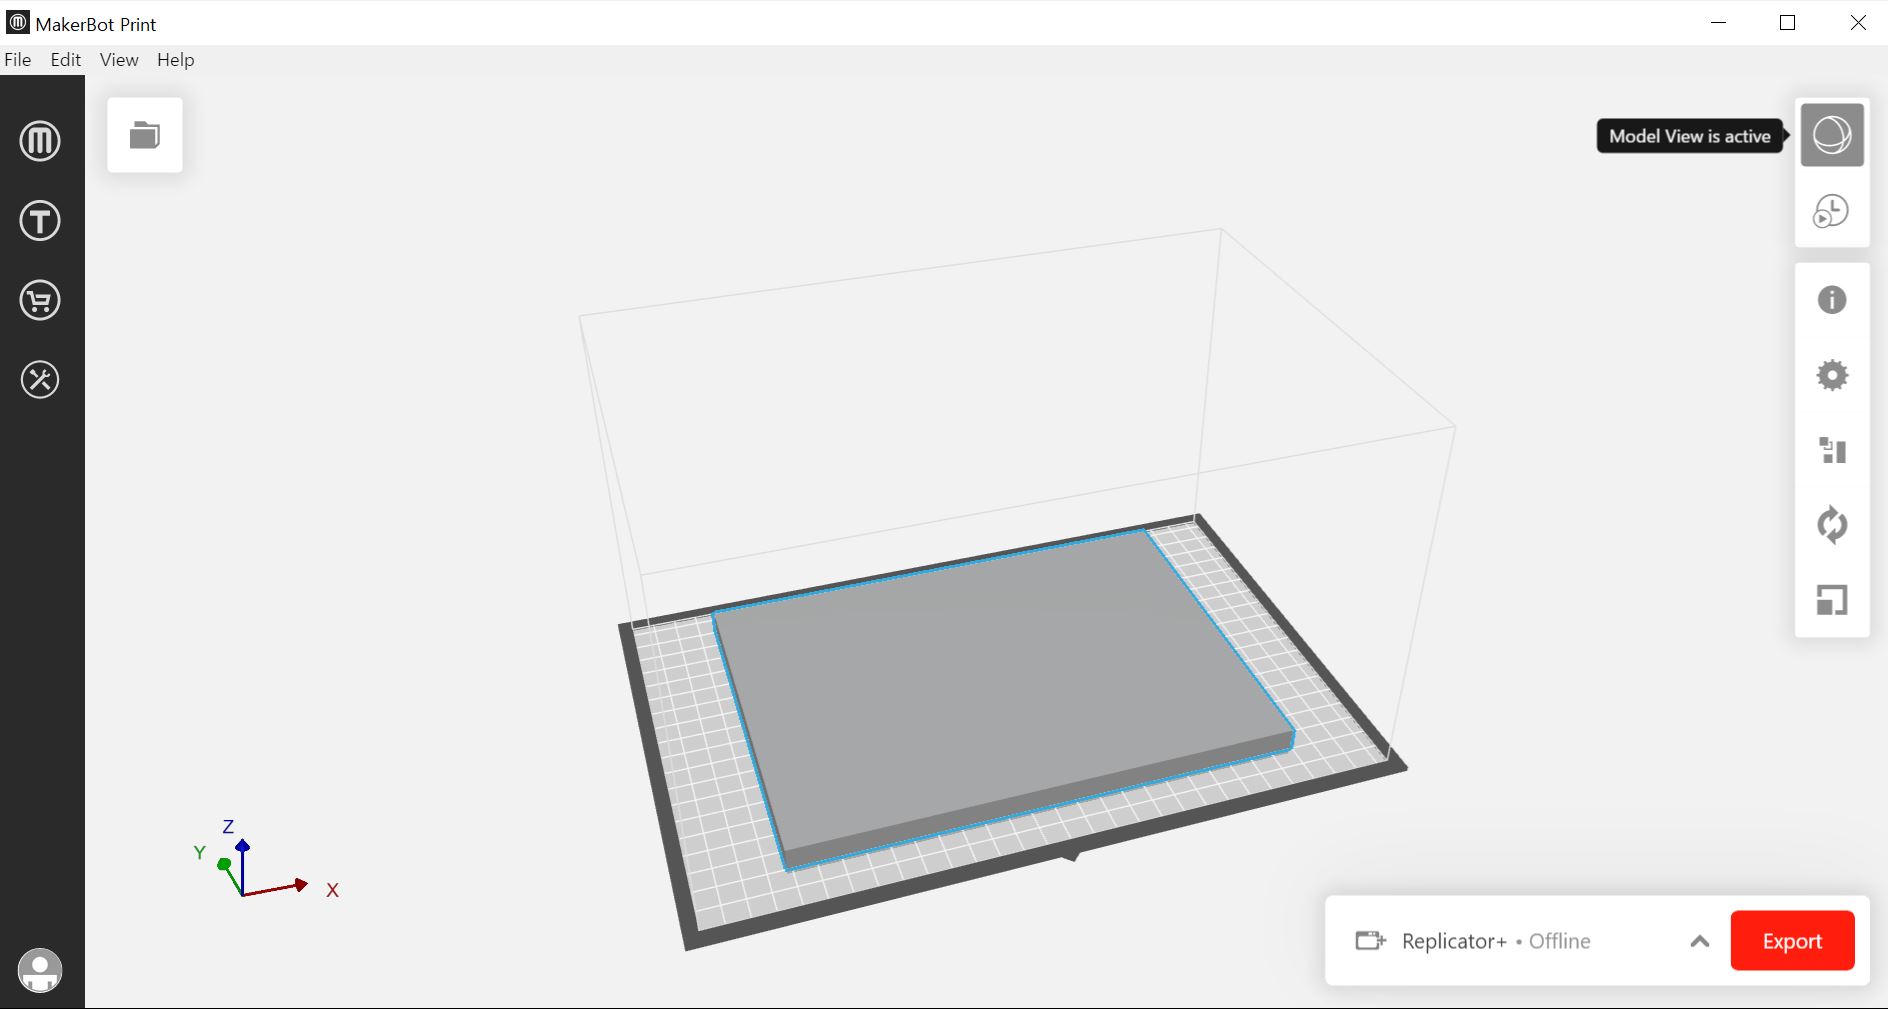 MakerBot Print
File Edit View Help
Model View is active
Z
Y
X
Replicator+ • Offline
Export